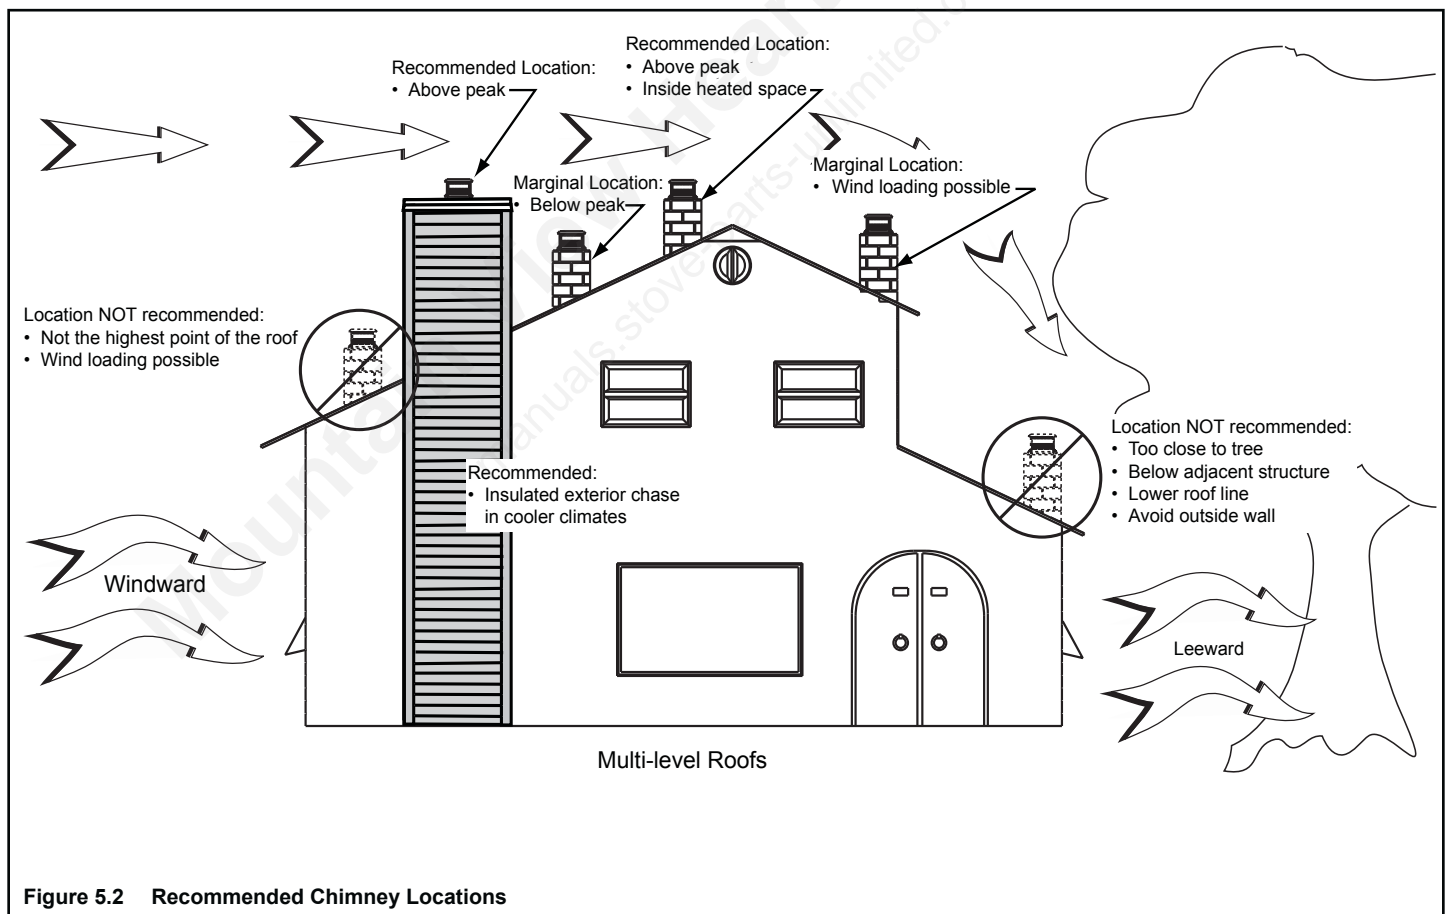 Recommended Location:
• Above peak
• Inside heated space
Recommended Location:
• Above peak
Marginal Location:
• Wind loading possible
Marginal Location:
• Below peak
Location NOT recommended:
• Not the highest point of the roof
• Wind loading possible
Location NOT recommended:
• Too close to tree
• Below adjacent structure
• Lower roof line
• Avoid outside wall
Recommended:
• Insulated exterior chase
in cooler climates
Windward
Leeward
Multi-level Roofs
Figure 5.2 Recommended Chimney Locations
Mountain View